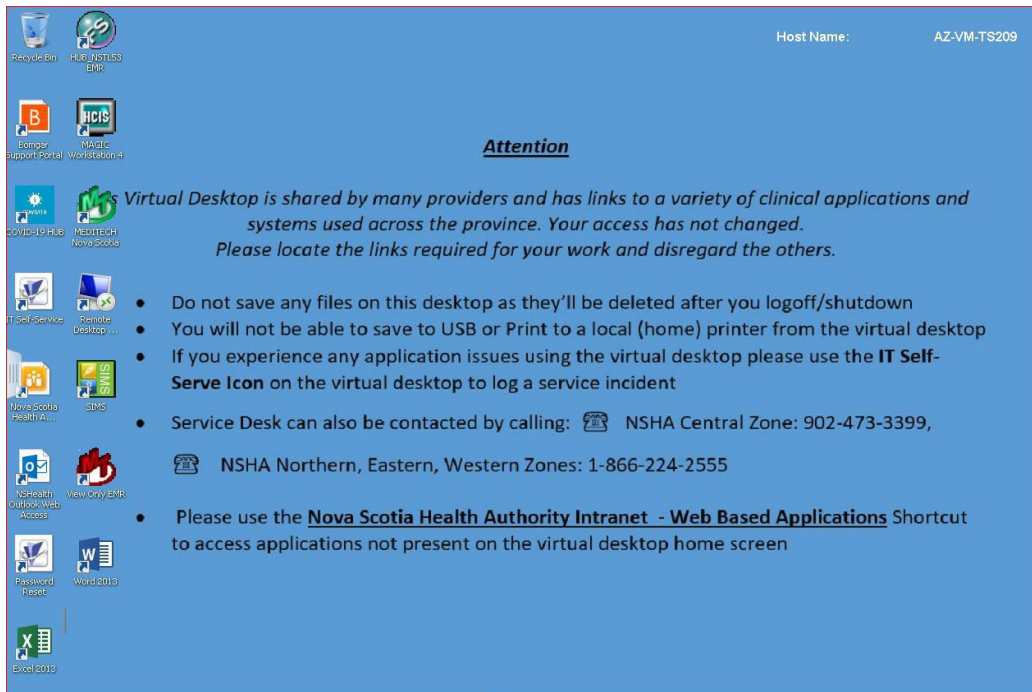 Host Name: AZ-VM-TS209
Recycle Bin
HUB_NSTL53
EMR
Bomgar
Support Portal
HCIS
MAGIC
Workstation 4
COVID-19 HUB
MEDITECH
Nova Scotia
IT Self-Service
Remote
Desktop ...
Nova Scotia
Health A...
SIMS
SIMS
NSHealth
Outlook Web
Access
View Only EMR
Password
Reset
Word 2013
Excel 2013
Attention
s Virtual Desktop is shared by many providers and has links to a variety of clinical applications and
systems used across the province. Your access has not changed.
Please locate the links required for your work and disregard the others.
• Do not save any files on this desktop as they’ll be deleted after you logoff/shutdown
• You will not be able to save to USB or Print to a local (home) printer from the virtual desktop
• If you experience any application issues using the virtual desktop please use the IT Self-
Serve Icon on the virtual desktop to log a service incident
• Service Desk can also be contacted by calling: ☎ NSHA Central Zone: 902-473-3399,
☎ NSHA Northern, Eastern, Western Zones: 1-866-224-2555
• Please use the Nova Scotia Health Authority Intranet - Web Based Applications Shortcut
to access applications not present on the virtual desktop home screen